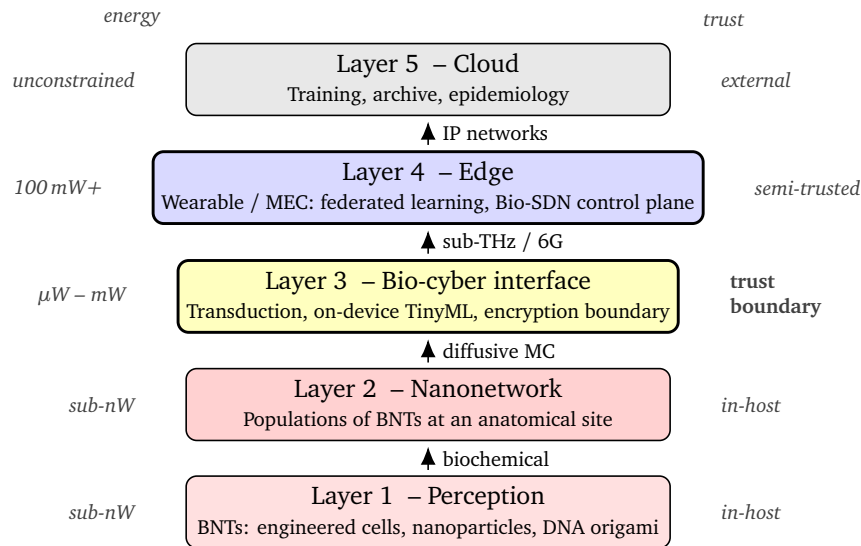 energy
trust
Layer 5 – Cloud
Training, archive, epidemiology
unconstrained
external
IP networks
Layer 4 – Edge
Wearable / MEC: federated learning, Bio-SDN control plane
100 mW+
semi-trusted
sub-THz / 6G
Layer 3 – Bio-cyber interface
Transduction, on-device TinyML, encryption boundary
μW – mW
trust
boundary
diffusive MC
Layer 2 – Nanonetwork
Populations of BNTs at an anatomical site
sub-nW
in-host
biochemical
Layer 1 – Perception
BNTs: engineered cells, nanoparticles, DNA origami
sub-nW
in-host